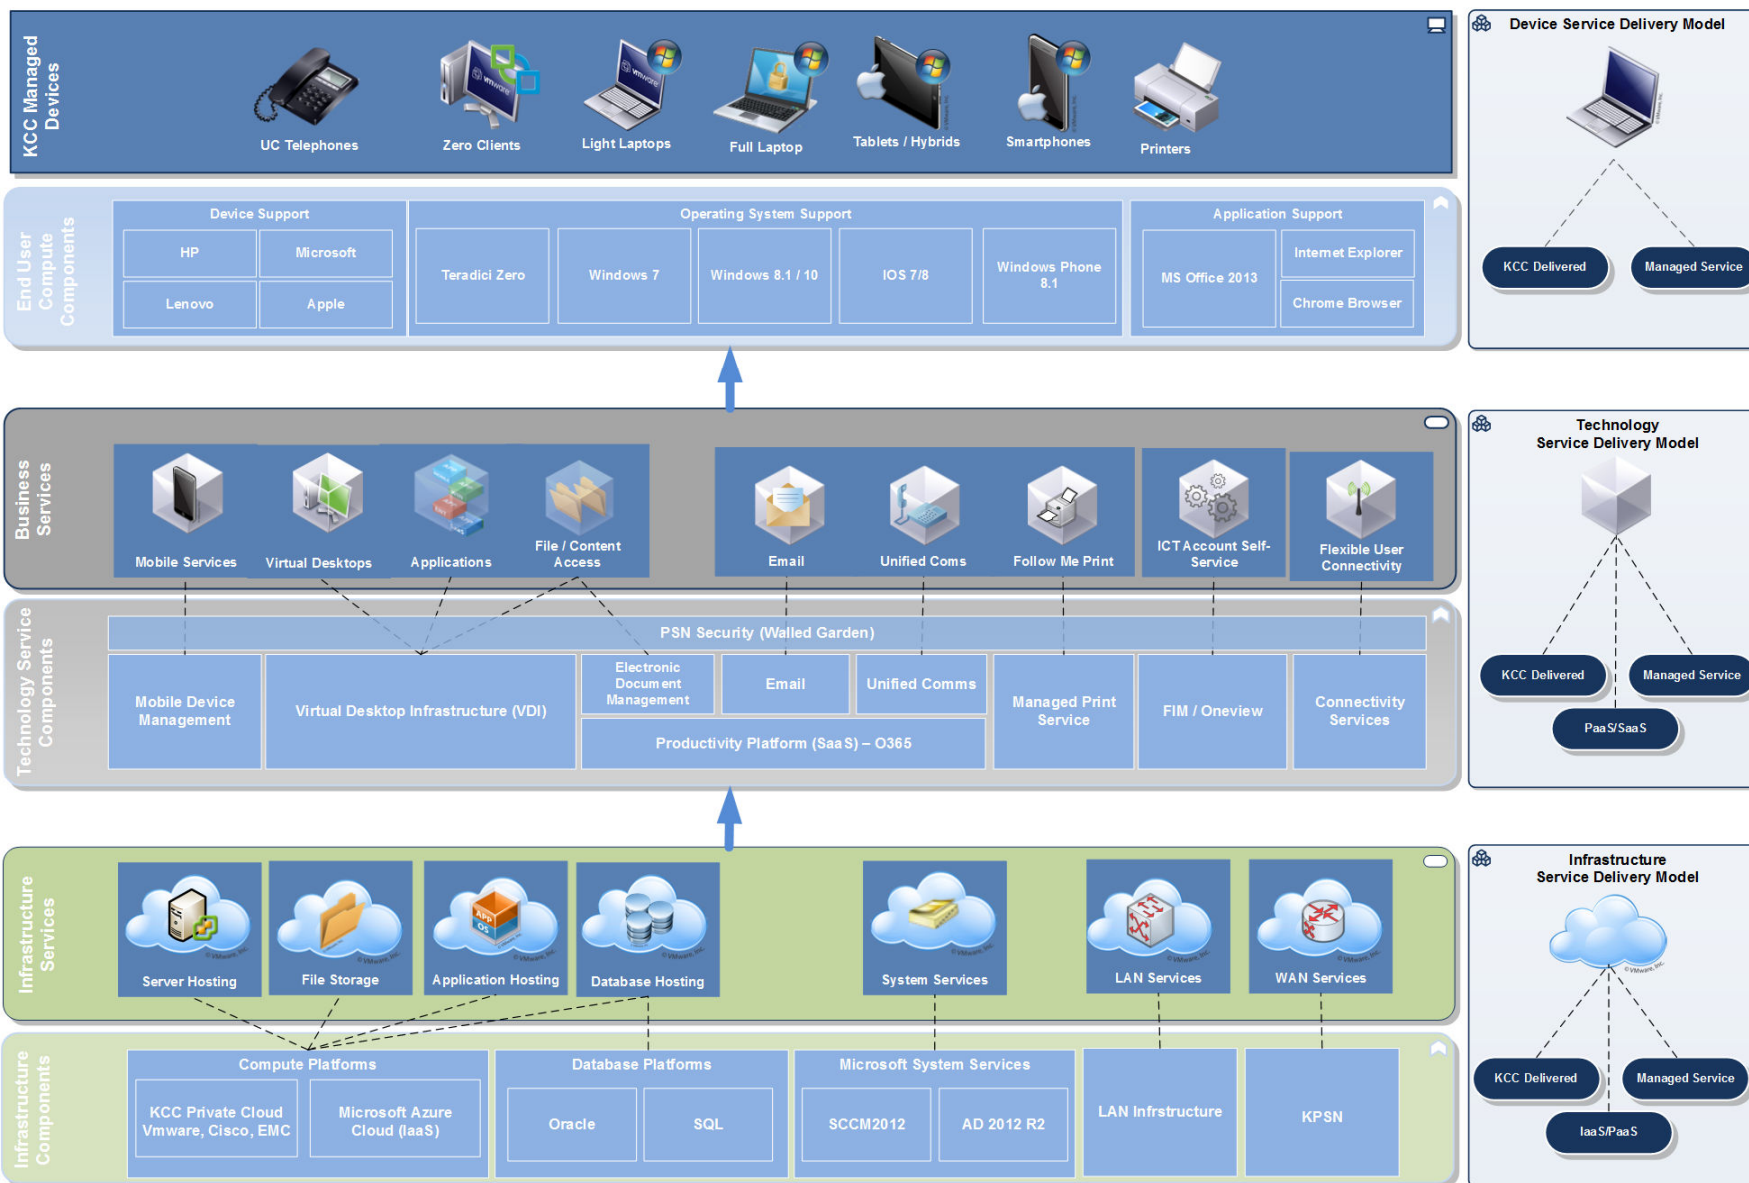 KCC Managed
Devices
UC Telephones
Zero Clients
Light Laptops
Full Laptop
Tablets / Hybrids
Smartphones
Printers
Device Service Delivery Model
KCC Delivered
Managed Service
End User
Compute
Components
Device Support
HP
Microsoft
Lenovo
Apple
Operating System Support
Teradici Zero
Windows 7
Windows 8.1 / 10
IOS 7/8
Windows Phone
8.1
Application Support
MS Office 2013
Internet Explorer
Chrome Browser
Business
Services
Mobile Services
Virtual Desktops
Applications
File / Content
Access
Email
Unified Coms
Follow Me Print
ICT Account Self-
Service
Flexible User
Connectivity
Technology
Service Delivery Model
KCC Delivered
Managed Service
PaaS/SaaS
Technology Service
Components
PSN Security (Walled Garden)
Mobile Device
Management
Virtual Desktop Infrastructure (VDI)
Electronic
Document
Management
Email
Unified Comms
Productivity Platform (SaaS) – O365
Managed Print
Service
FIM / Oneview
Connectivity
Services
Infrastructure
Services
Server Hosting
File Storage
APP
OS
Application Hosting
Database Hosting
System Services
LAN Services
WAN Services
Infrastructure
Service Delivery Model
©VMware, Inc.
KCC Delivered
Managed Service
IaaS/PaaS
Infrastructure
Components
Compute Platforms
KCC Private Cloud
Vmware, Cisco, EMC
Microsoft Azure
Cloud (IaaS)
Database Platforms
Oracle
SQL
Microsoft System Services
SCCM2012
AD 2012 R2
LAN Infrstructure
KPSN